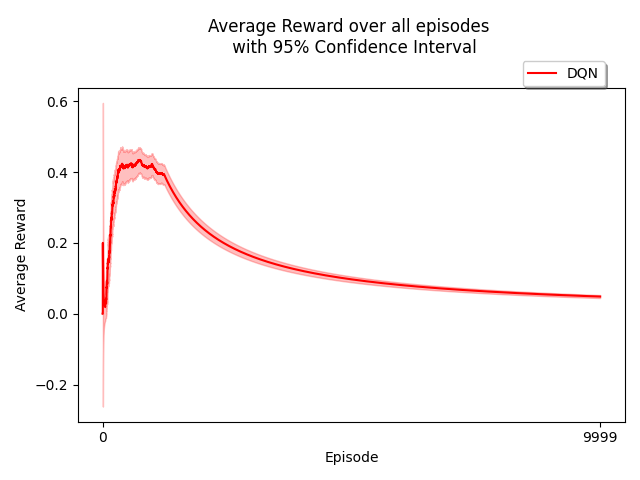 Average Reward over all episodes
with 95% Confidence Interval
DQN
0.6
0.4
0.2
0.0
−0.2
Average Reward
0
9999
Episode